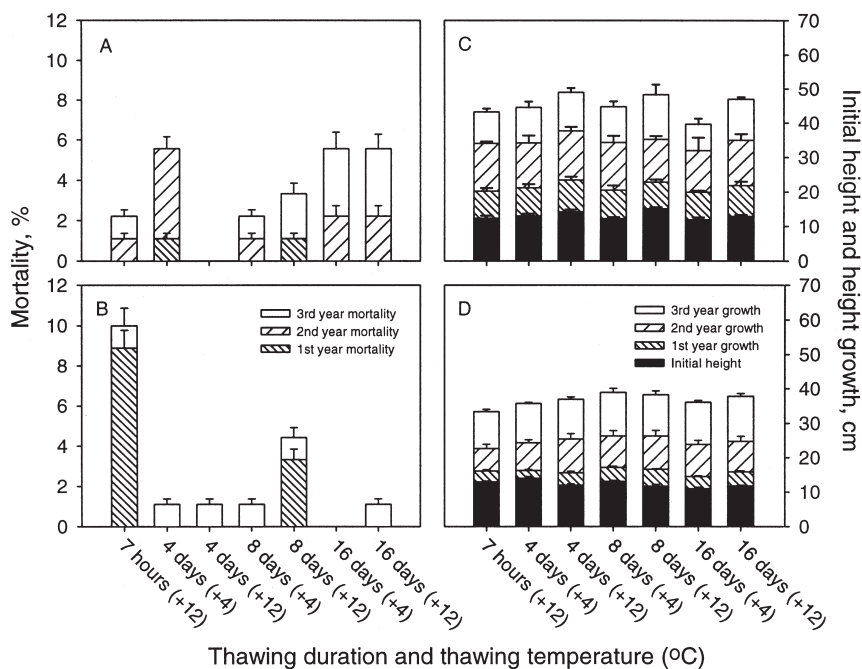 A
C
12
10
8
6
4
2
0
70
60
50
40
30
20
10
0
B
3rd year mortality
2nd year mortality
1st year mortality
D
3rd year growth
2nd year growth
1st year growth
Initial height
12
10
8
6
4
2
0
70
60
50
40
30
20
10
0
Mortality, %
Initial height and height growth, cm
7 hours (+12)
4 days (+4)
4 days (+12)
8 days (+4)
8 days (+12)
16 days (+4)
16 days (+12)
7 hours (+12)
4 days (+4)
4 days (+12)
8 days (+4)
8 days (+12)
16 days (+4)
16 days (+12)
Thawing duration and thawing temperature (ºC)